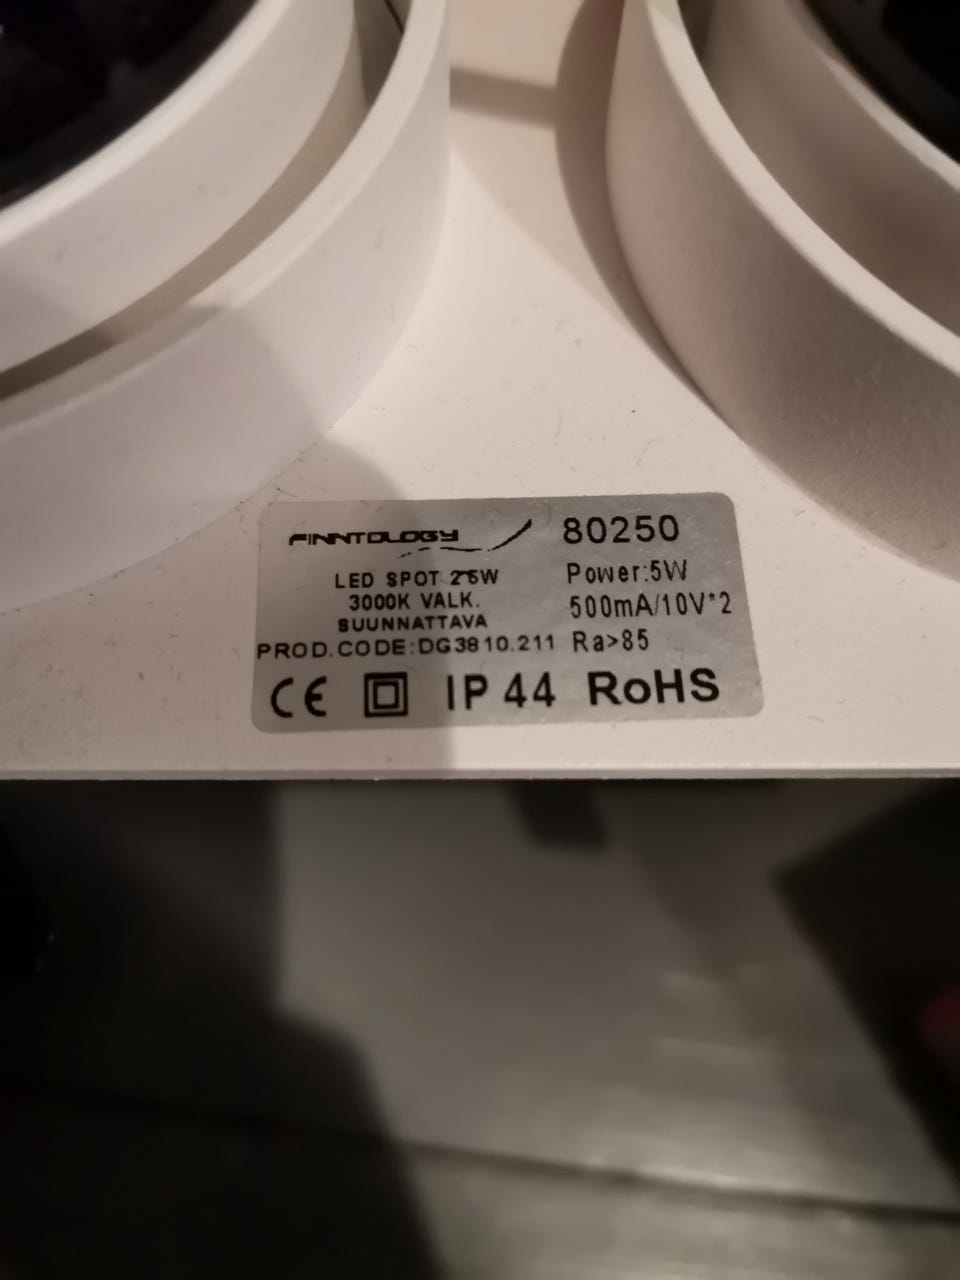 FINNTOLOGY
80250
LED SPOT 2*5W
3000K VALK.
SUUNNATTAVA
PROD.CODE:DG3810.211
Power:5W
500mA/10V*2
Ra>85
CE IP 44 RoHS